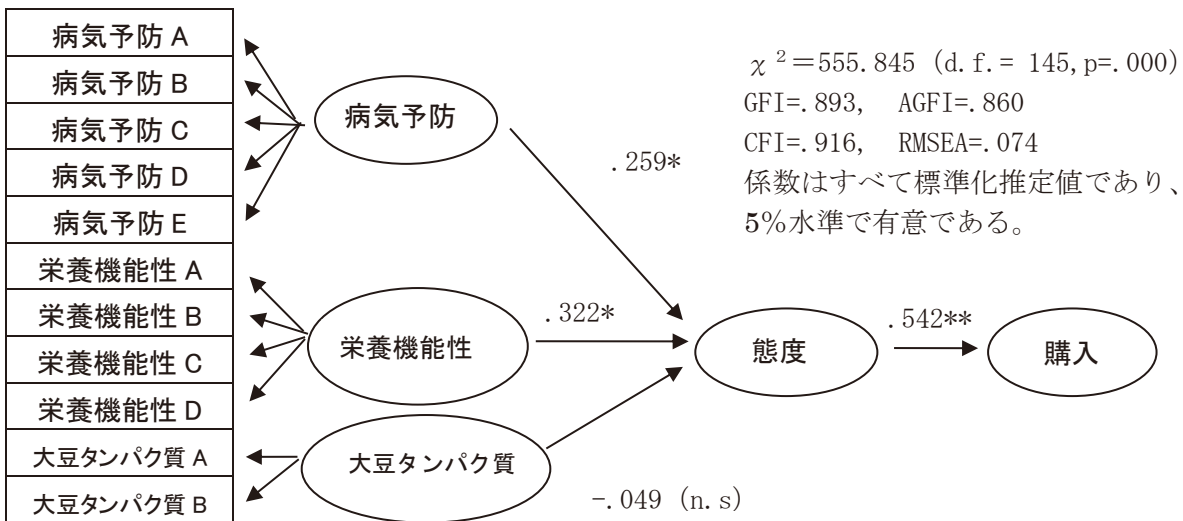 病気予防 A
病気予防 B
病気予防 C
病気予防 D
病気予防 E
栄養機能性 A
栄養機能性 B
栄養機能性 C
栄養機能性 D
大豆タンパク質 A
大豆タンパク質 B
病気予防
栄養機能性
大豆タンパク質
.259*
.322*
-.049 (n.s)
態度
.542**
購入
χ²＝555.845 (d.f.= 145,p=.000)
GFI=.893, AGFI=.860
CFI=.916, RMSEA=.074
係数はすべて標準化推定値であり、
5%水準で有意である。